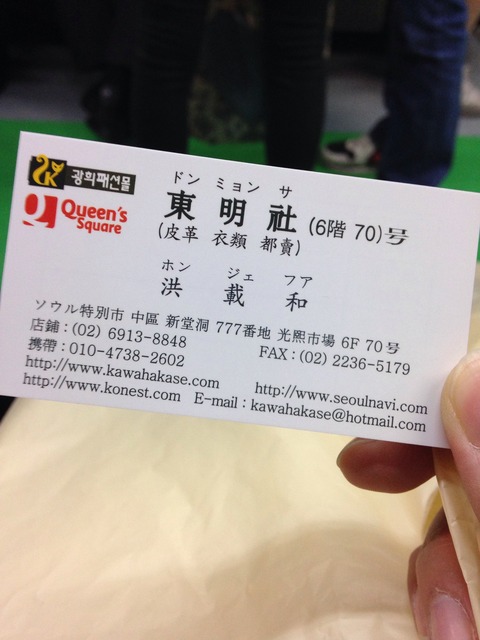 광희패션몰
Queen's
Square
ドン ミョン サ
東 明 社 (6階 70)号
(皮革 衣類 都賣)
ホン ジェ ファ
洪 載 和
ソウル特別市 中區 新堂洞 777番地 光熙市場 6F 70号
店鋪 : (02) 6913-8848
携帶 : 010-4738-2602 FAX : (02) 2236-5179
http://www.kawahakase.com http://www.seoulnavi.com
http://www.konest.com E-mail : kawahakase@hotmail.com